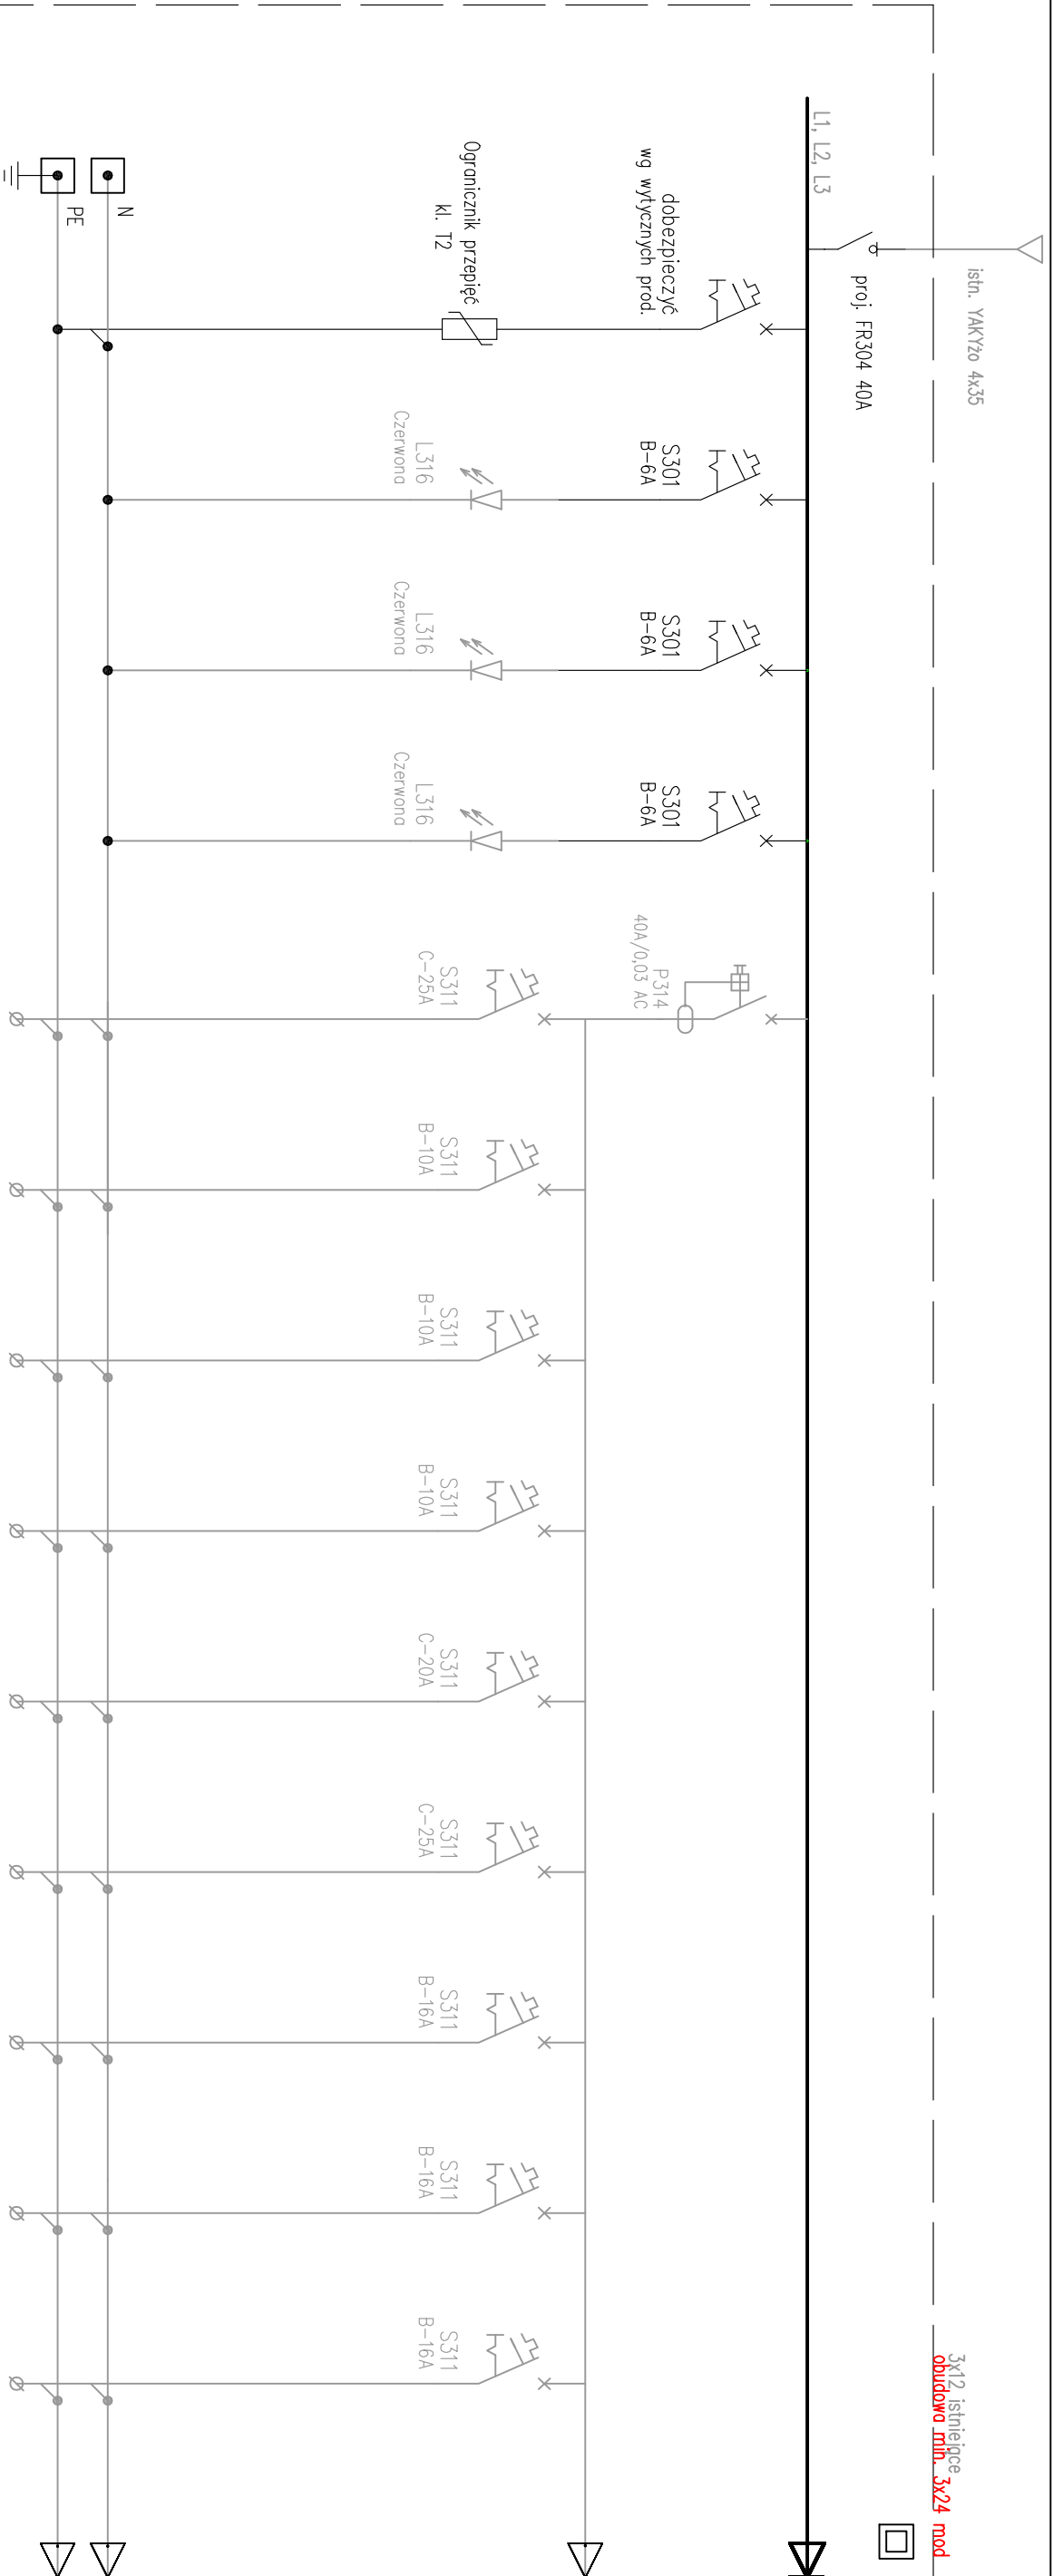 istn. YAKYżo 4x35
3x12 istniejące
obudowa min. 3x24 mod
proj. FR304 40A
L1, L2, L3
dobezpieczyć
wg wytycznych prod.
S301
B-6A
S301
B-6A
S301
B-6A
P314
40A/0,03 AC
Ogranicznik przepięć
kl. T2
L316
Czerwona
L316
Czerwona
L316
Czerwona
S311
C-25A
S311
B-10A
S311
B-10A
S311
B-10A
S311
C-20A
S311
C-25A
S311
B-16A
S311
B-16A
S311
B-16A
N
PE